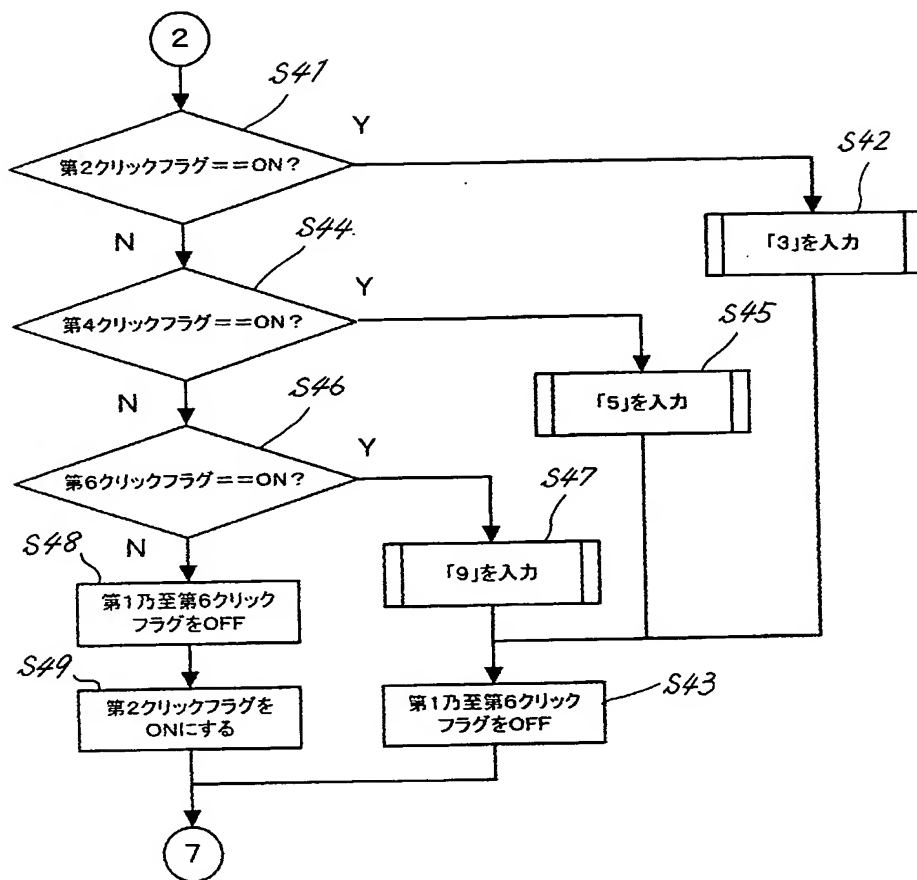 2
S41
第2クリックフラグ==ON?
Y
S42
「3」を入力
N
S44
第4クリックフラグ==ON?
Y
S45
「5」を入力
N
S46
第6クリックフラグ==ON?
Y
S47
「9」を入力
N
S48
第1乃至第6クリック
フラグをOFF
S49
第2クリックフラグを
ONにする
S43
第1乃至第6クリック
フラグをOFF
7